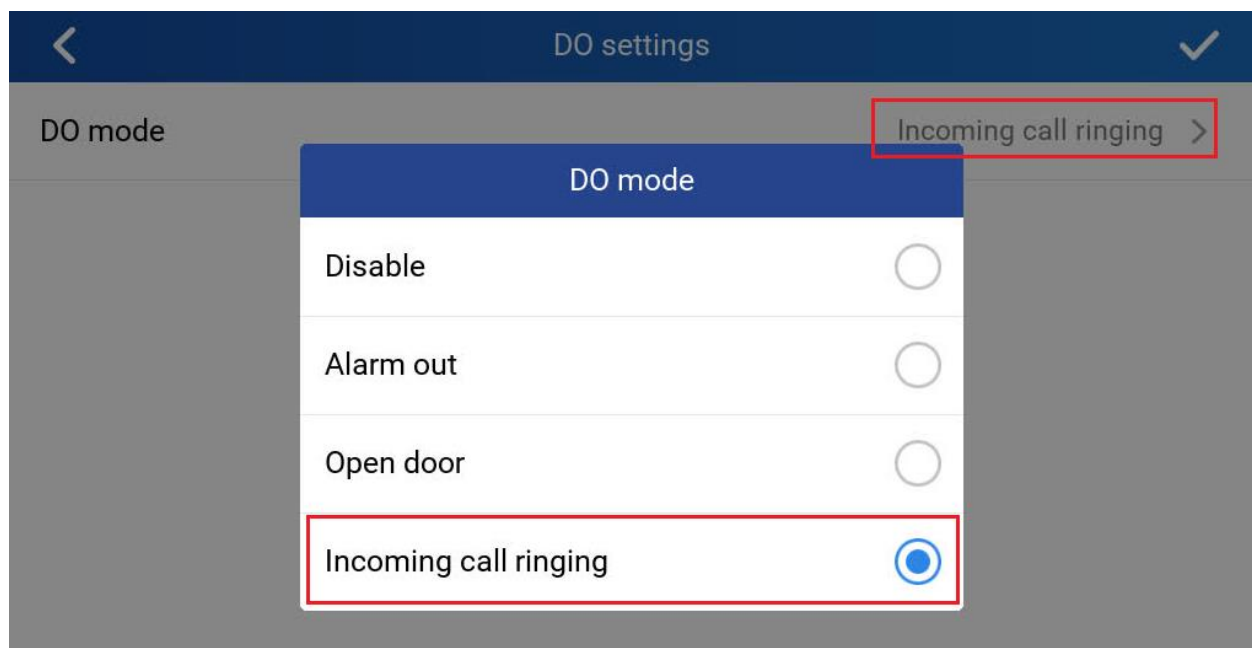 DO settings
DO mode
Incoming call ringing
DO mode
Disable
Alarm out
Open door
Incoming call ringing